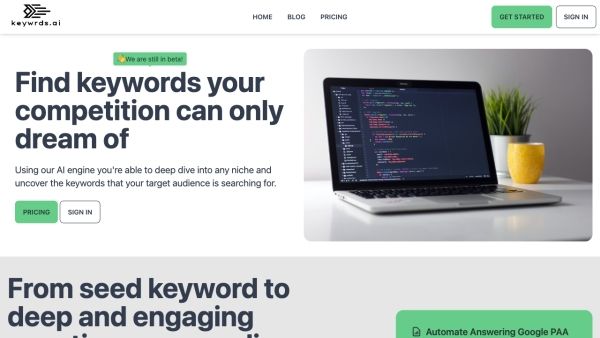 keywrds.ai
HOME BLOG PRICING
GET STARTED SIGN IN
👋We are still in beta!
Find keywords your
competition can only
dream of
Using our AI engine you're able to deep dive into any niche and
uncover the keywords that your target audience is searching for.
PRICING SIGN IN
From seed keyword to
deep and engaging
Automate Answering Google PAA